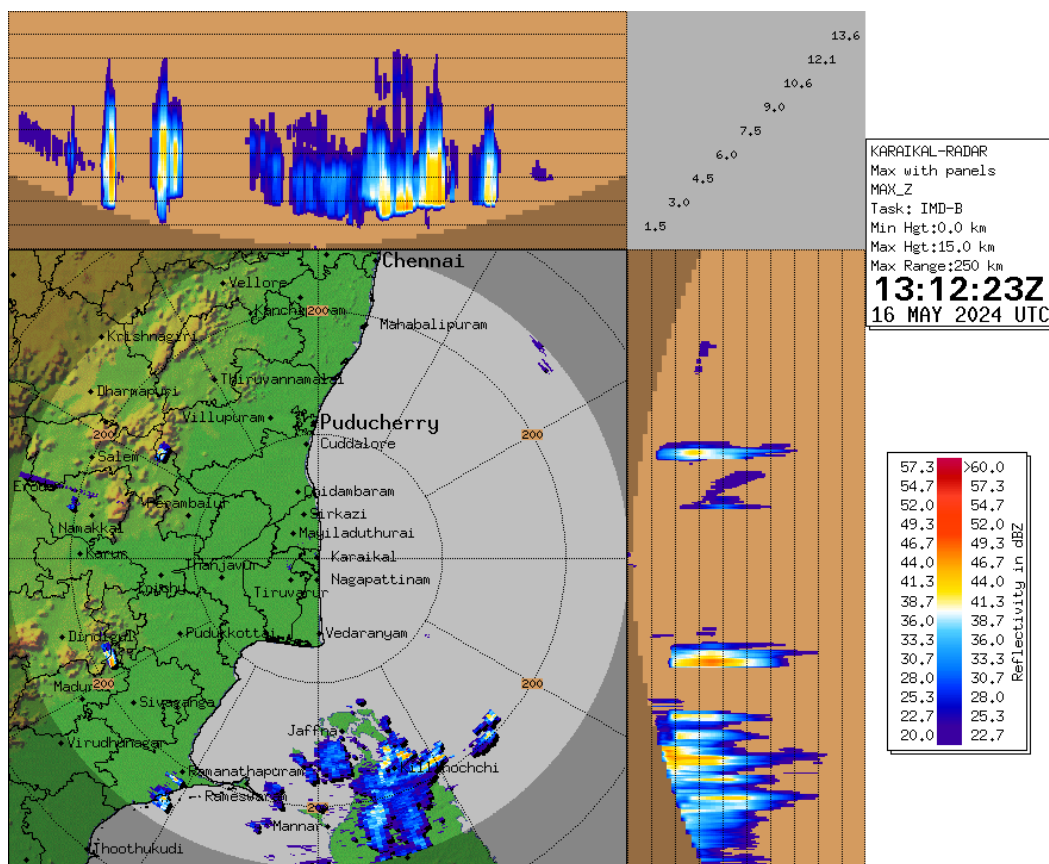 13.6
12.1
10.6
9.0
7.5
6.0
4.5
3.0
1.5
KARAIKAL-RADAR
Max with panels
MAX_Z
Task: IMD-B
Min Hgt:0.0 km
Max Hgt:15.0 km
Max Range:250 km
13:12:23Z
16 MAY 2024 UTC
Chennai
Vellore
200
Mahabalipuram
Krishnagiri
Thiruvannamalai
Dharmapuri
Villupuram
Puducherry
200
200
Cuddalore
Salem
Erode
Chidambaram
Perambalur
Sirkazi
Namakkal
Mayiladuthurai
Karur
Karaikal
Thanjavur
Nagapattinam
Tiruvarur
Dindigul
Pudukkottai
Vedaranyam
200
200
Sivaganga
Jaffna
Virudhunagar
Ramanathapuram
Rameswaram
Mannar
Thoothukudi
57.3 >60.0
54.7 57.3
52.0 54.7
49.3 52.0
46.7 49.3
44.0 46.7
41.3 44.0
38.7 41.3
36.0 38.7
33.3 36.0
30.7 33.3
28.0 30.7
25.3 28.0
22.7 25.3
20.0 22.7
Reflectivity in dBZ